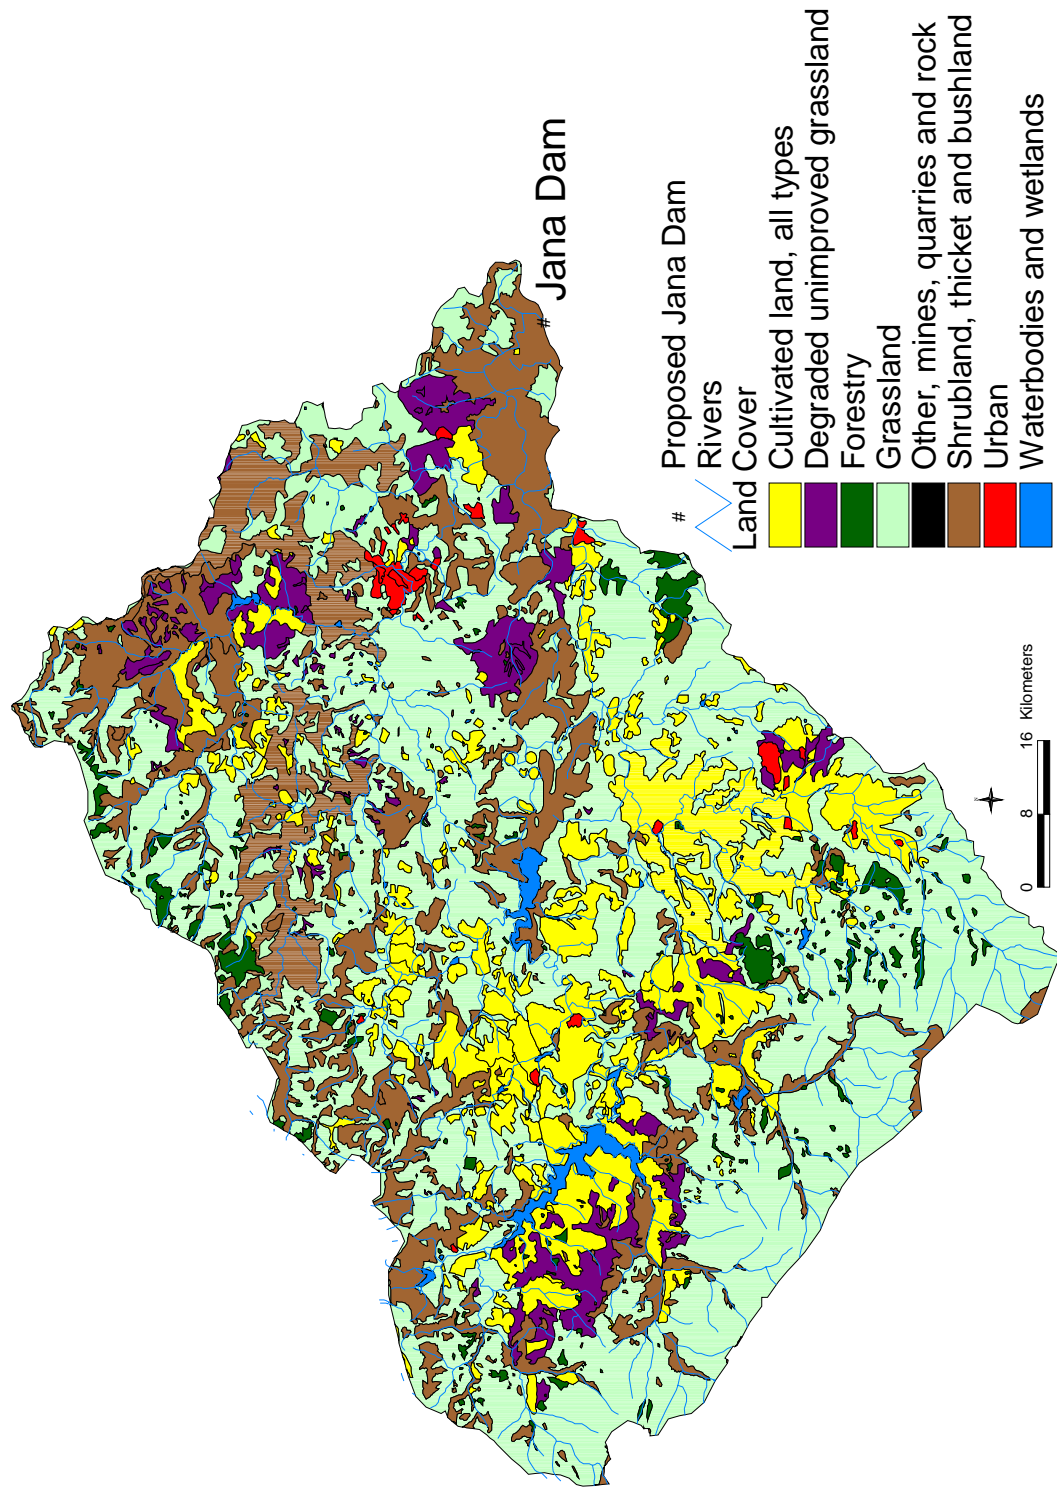 Jana Dam
# Proposed Jana Dam
Rivers
Land Cover
Cultivated land, all types
Degraded unimproved grassland
Forestry
Grassland
Other, mines, quarries and rock
Shrubland, thicket and bushland
Urban
Waterbodies and wetlands
#
0 8 16 Kilometers